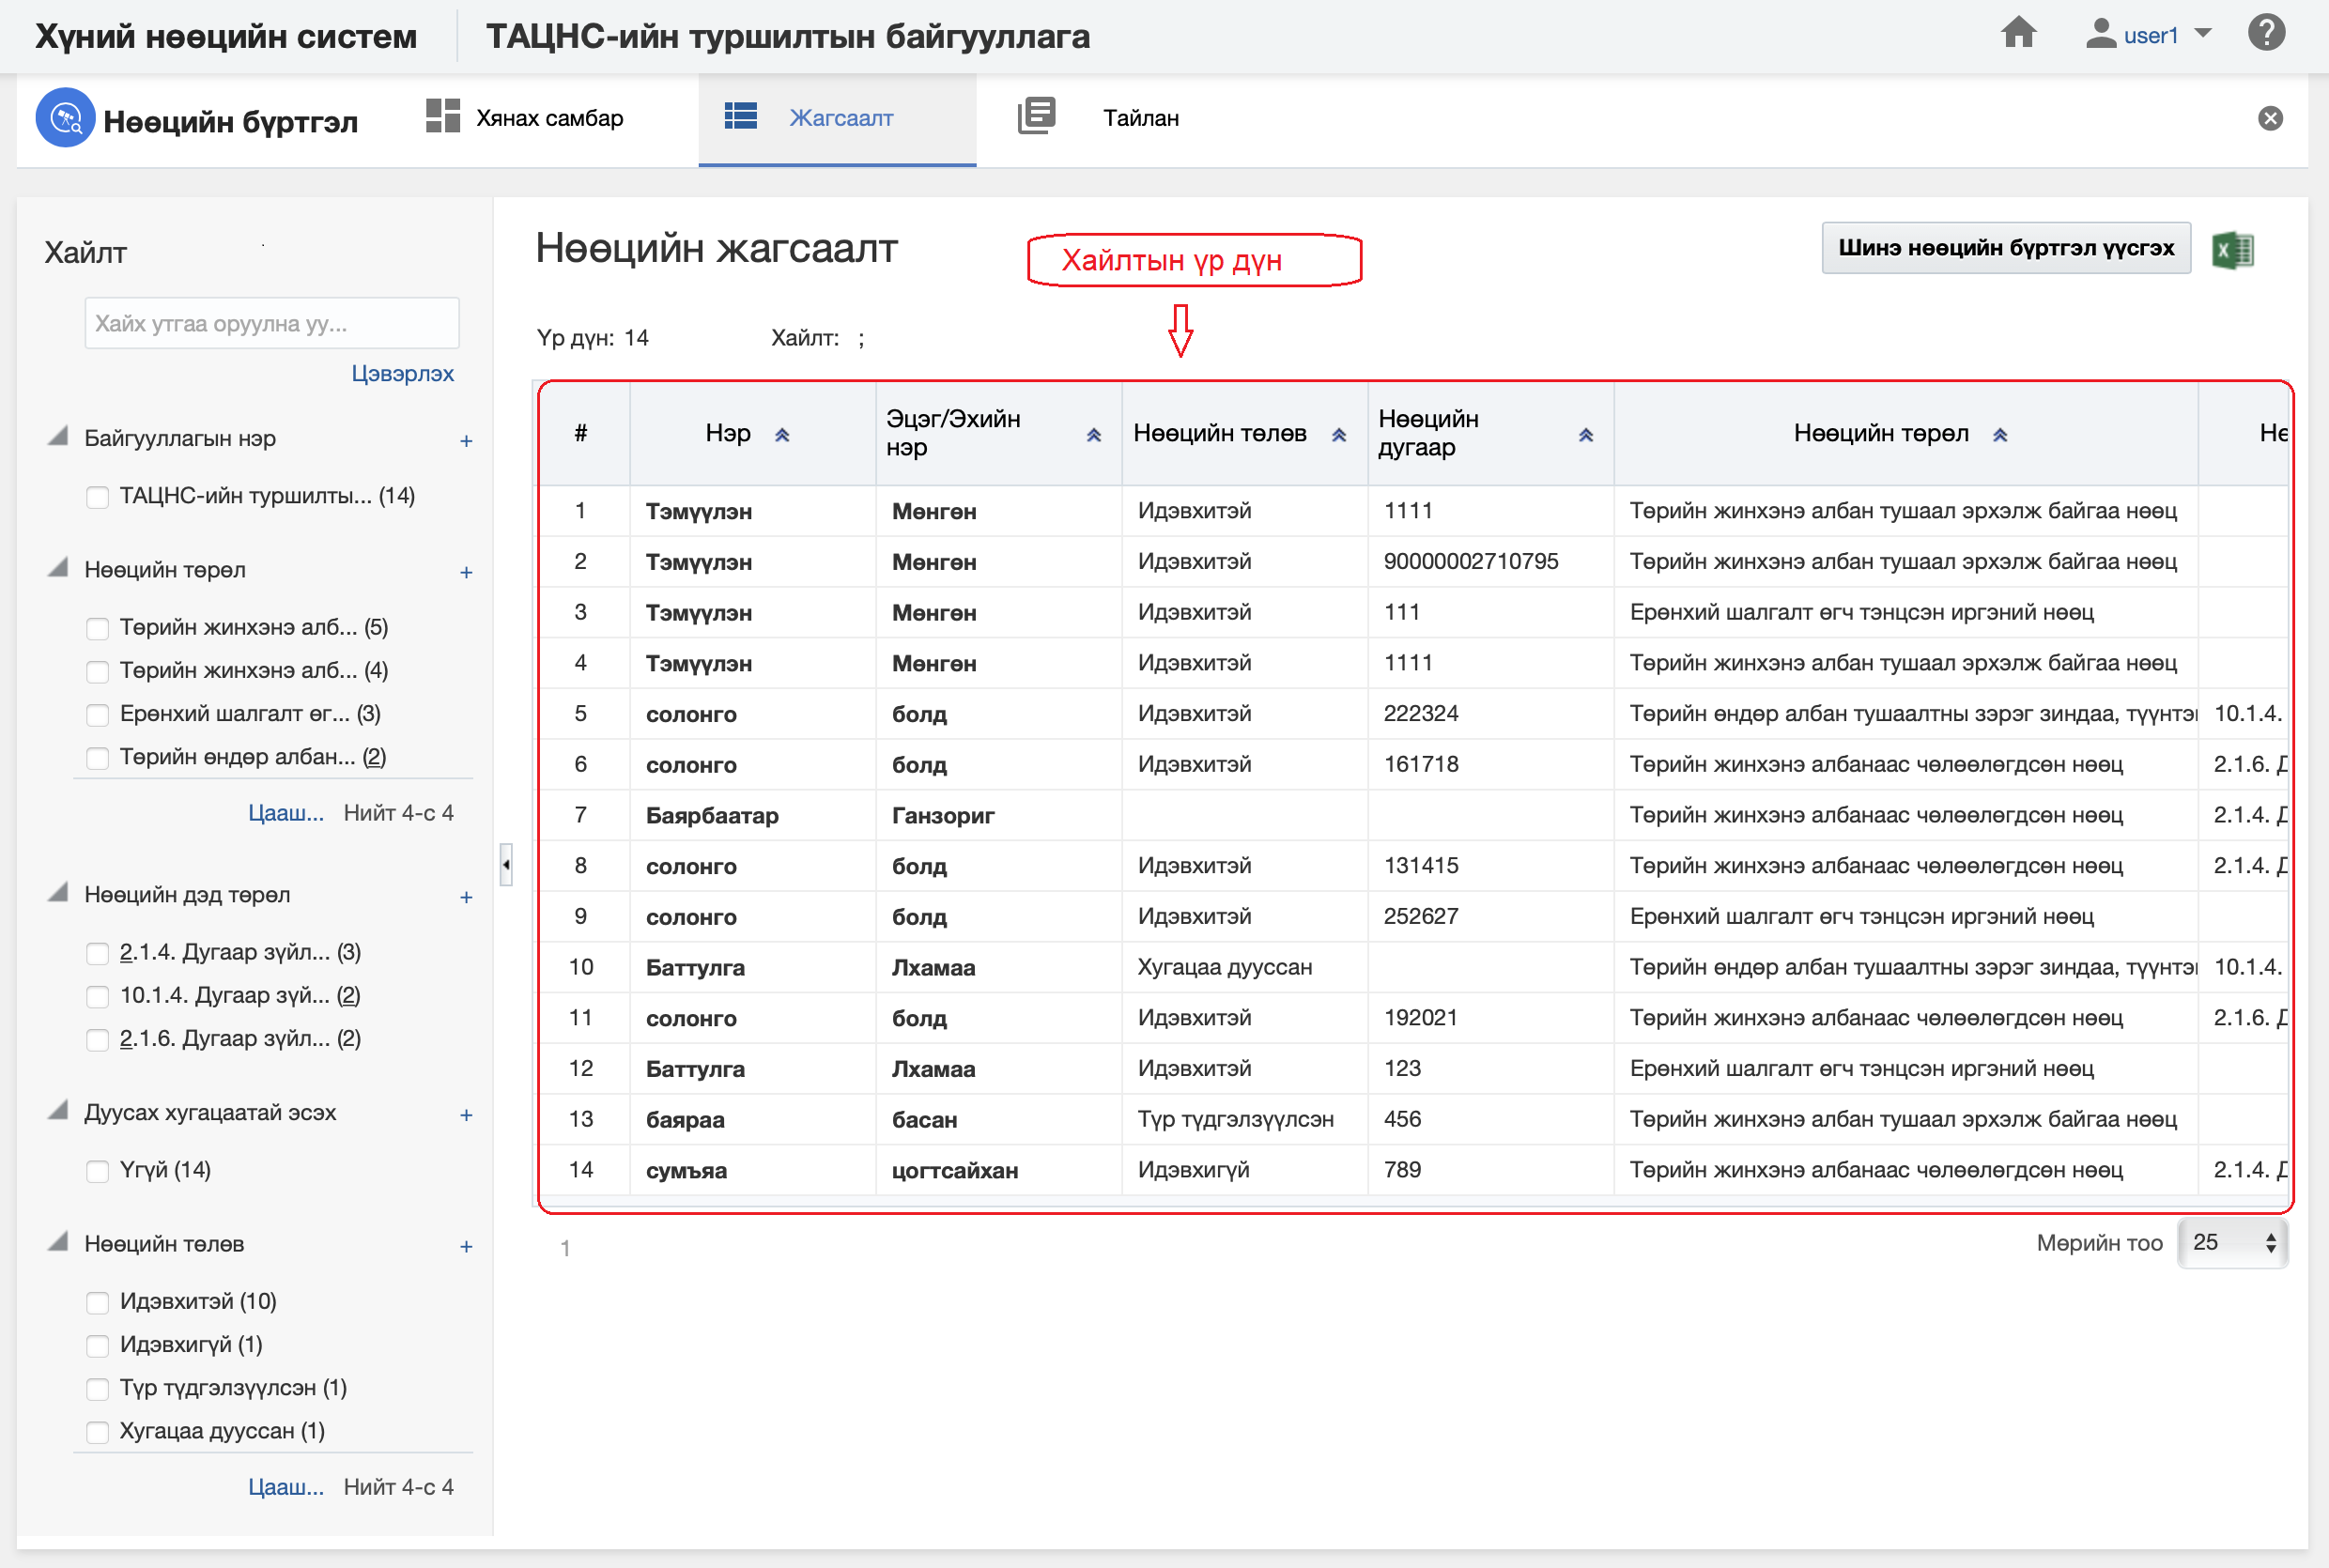 Хүний нөөцийн систем ТАЦНС-ийн туршилтын байгууллага user1
Нөөцийн бүртгэл Хянах самбар Жагсаалт Тайлан
Хайлт
Хайх утгаа оруулна уу...
Цэвэрлэх
Байгууллагын нэр +
ТАЦНС-ийн туршилты... (14)
Нөөцийн төрөл +
Төрийн жинхэнэ алб... (5)
Төрийн жинхэнэ алб... (4)
Ерөнхий шалгалт өг... (3)
Төрийн өндөр албан... (2)
Цааш... Нийт 4-с 4
Нөөцийн дэд төрөл +
2.1.4. Дугаар зүйл... (3)
10.1.4. Дугаар зүй... (2)
2.1.6. Дугаар зүйл... (2)
Дуусах хугацаатай эсэх +
Үгүй (14)
Нөөцийн төлөв +
Идэвхитэй (10)
Идэвхигүй (1)
Түр түдгэлзүүлсэн (1)
Хугацаа дууссан (1)
Цааш... Нийт 4-с 4
Нөөцийн жагсаалт
Хайлтын үр дүн
Шинэ нөөцийн бүртгэл үүсгэх
Үр дүн: 14 Хайлт: ;
# Нэр Эцэг/Эхийн нэр Нөөцийн төлөв Нөөцийн дугаар Нөөцийн төрөл Нө
1 Тэмүүлэн Мөнгөн Идэвхитэй 1111 Төрийн жинхэнэ албан тушаал эрхэлж байгаа нөөц
2 Тэмүүлэн Мөнгөн Идэвхитэй 90000002710795 Төрийн жинхэнэ албан тушаал эрхэлж байгаа нөөц
3 Тэмүүлэн Мөнгөн Идэвхитэй 111 Ерөнхий шалгалт өгч тэнцсэн иргэний нөөц
4 Тэмүүлэн Мөнгөн Идэвхитэй 1111 Төрийн жинхэнэ албан тушаал эрхэлж байгаа нөөц
5 солонго болд Идэвхитэй 222324 Төрийн өндөр албан тушаалтны зэрэг зиндаа, түүнтэ 10.1.4.
6 солонго болд Идэвхитэй 161718 Төрийн жинхэнэ албанаас чөлөөлөгдсөн нөөц 2.1.6. Д
7 Баярбаатар Ганзориг Төрийн жинхэнэ албанаас чөлөөлөгдсөн нөөц 2.1.4. Д
8 солонго болд Идэвхитэй 131415 Төрийн жинхэнэ албанаас чөлөөлөгдсөн нөөц 2.1.4. Д
9 солонго болд Идэвхитэй 252627 Ерөнхий шалгалт өгч тэнцсэн иргэний нөөц
10 Баттулга Лхамаа Хугацаа дууссан Төрийн өндөр албан тушаалтны зэрэг зиндаа, түүнтэ 10.1.4.
11 солонго болд Идэвхитэй 192021 Төрийн жинхэнэ албанаас чөлөөлөгдсөн нөөц 2.1.6. Д
12 Баттулга Лхамаа Идэвхитэй 123 Ерөнхий шалгалт өгч тэнцсэн иргэний нөөц
13 баяраа басан Түр түдгэлзүүлсэн 456 Төрийн жинхэнэ албан тушаал эрхэлж байгаа нөөц
14 сумъяа цогтсайхан Идэвхигүй 789 Төрийн жинхэнэ албанаас чөлөөлөгдсөн нөөц 2.1.4. Д
1 Мөрийн тоо 25